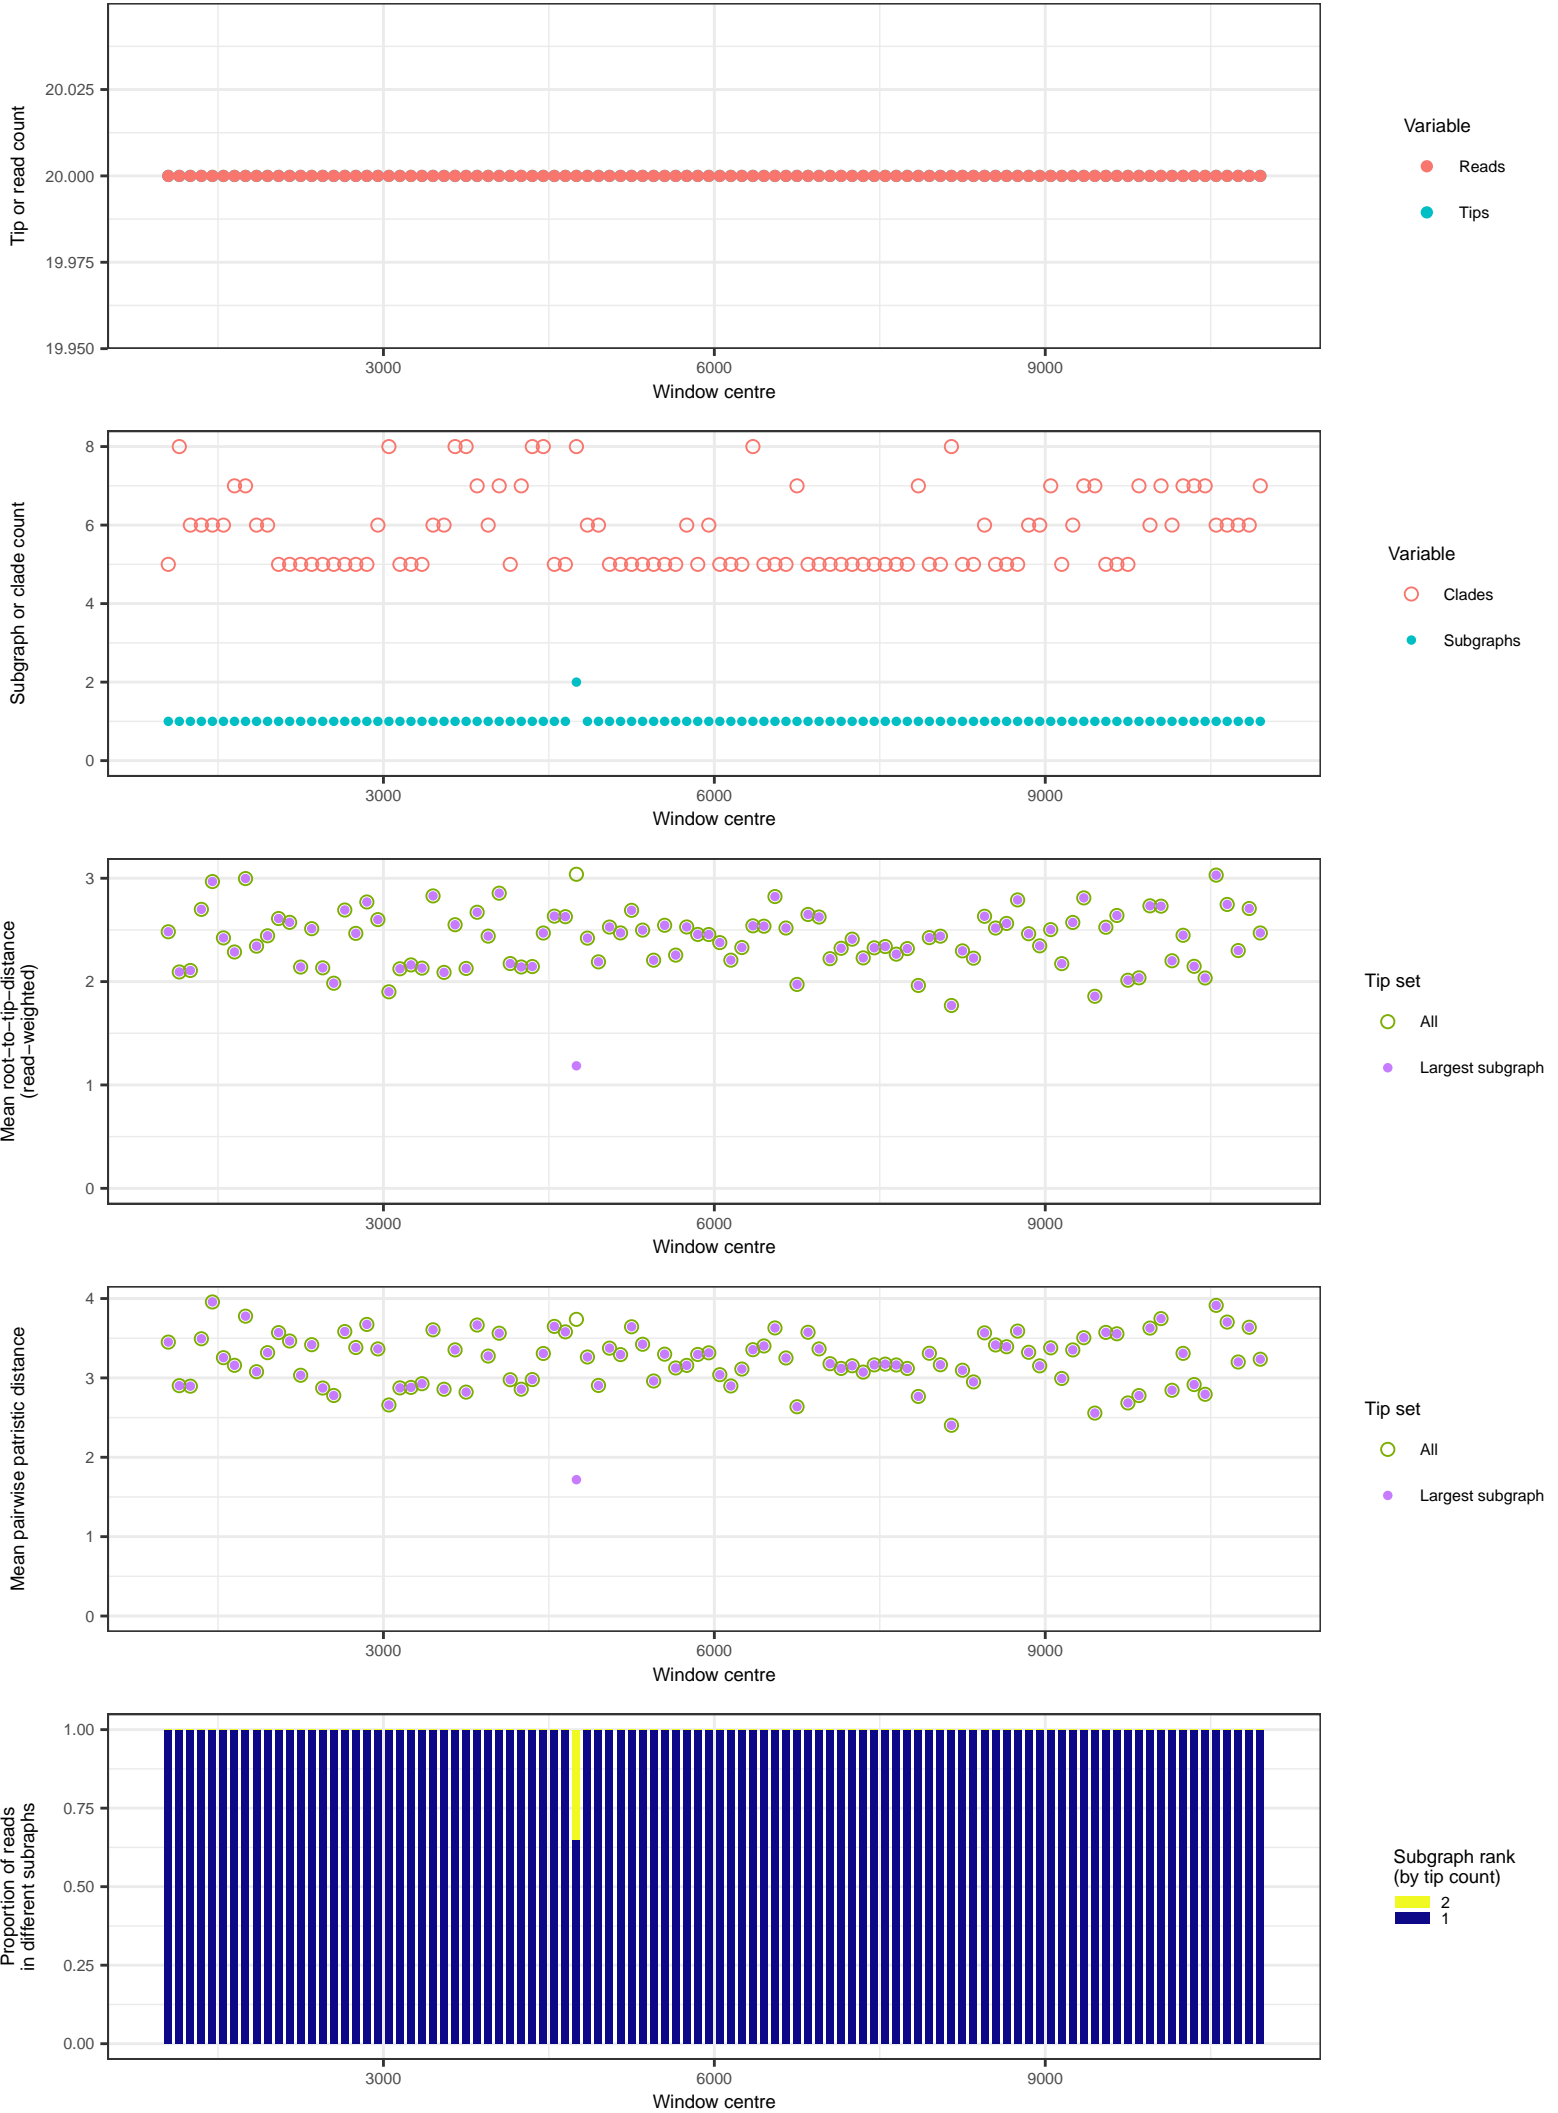 Tip or read count
20.025
20.000
19.975
19.950
3000
6000
9000
Window centre
Variable
Reads
Tips
Subgraph or clade count
8
6
4
2
0
3000
6000
9000
Window centre
Variable
Clades
Subgraphs
Mean root−to−tip−distance
(read−weighted)
3
2
1
0
3000
6000
9000
Window centre
Tip set
All
Largest subgraph
Mean pairwise patristic distance
4
3
2
1
0
3000
6000
9000
Window centre
Tip set
All
Largest subgraph
Proportion of reads
in different subraphs
1.00
0.75
0.50
0.25
0.00
3000
6000
9000
Window centre
Subgraph rank
(by tip count)
2
1